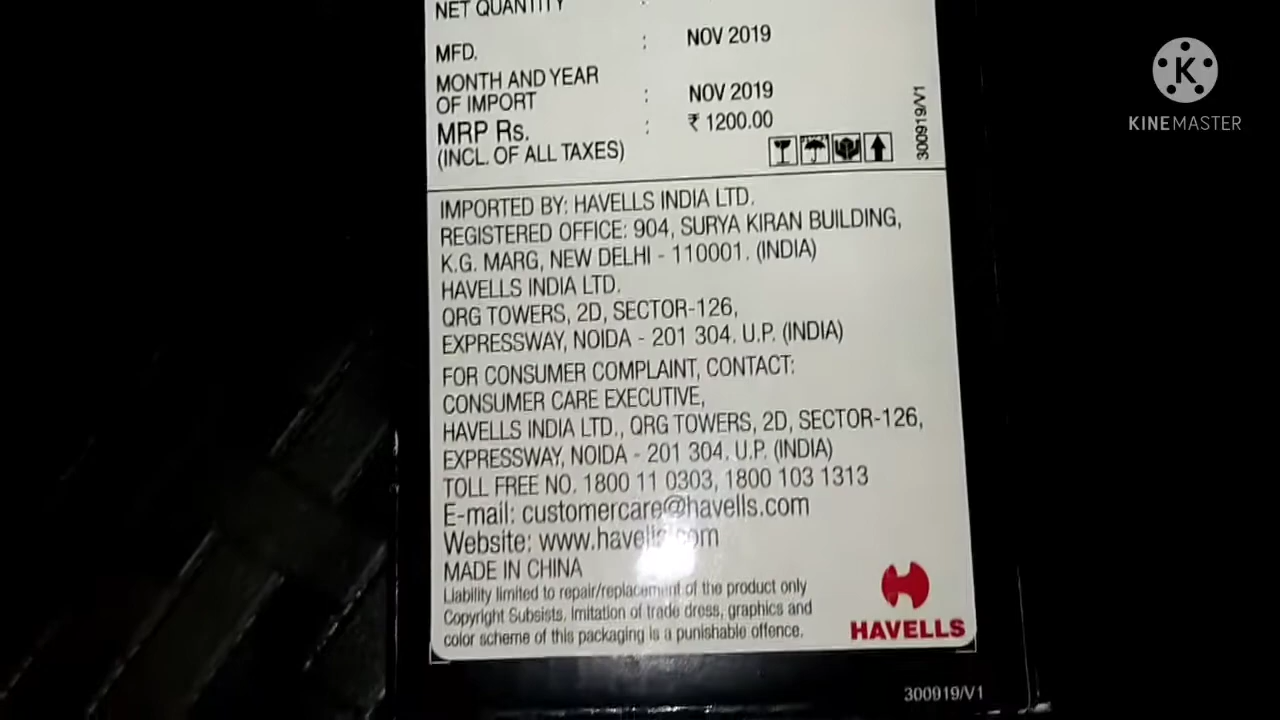 NET QUANTITY :
MFD. : NOV 2019
MONTH AND YEAR
OF IMPORT : NOV 2019
MRP Rs. : ₹ 1200.00
(INCL. OF ALL TAXES)
300919/V1
IMPORTED BY: HAVELLS INDIA LTD.
REGISTERED OFFICE: 904, SURYA KIRAN BUILDING,
K.G. MARG, NEW DELHI - 110001. (INDIA)
HAVELLS INDIA LTD.
QRG TOWERS, 2D, SECTOR-126,
EXPRESSWAY, NOIDA - 201 304. U.P. (INDIA)
FOR CONSUMER COMPLAINT, CONTACT:
CONSUMER CARE EXECUTIVE,
HAVELLS INDIA LTD., QRG TOWERS, 2D, SECTOR-126,
EXPRESSWAY, NOIDA - 201 304. U.P. (INDIA)
TOLL FREE NO. 1800 11 0303, 1800 103 1313
E-mail: customercare@havells.com
Website: www.havells.com
MADE IN CHINA
Liability limited to repair/replacement of the product only
Copyright Subsists. Imitation of trade dress, graphics and
color scheme of this packaging is a punishable offence.
HAVELLS
300919/V1
K
KINEMASTER